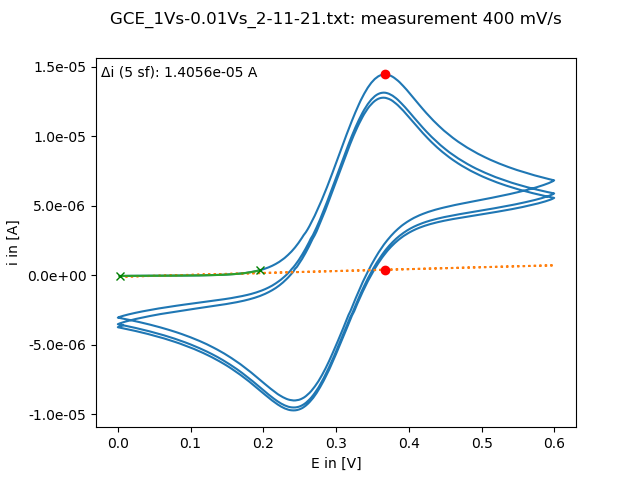 GCE_1Vs-0.01Vs_2-11-21.txt: measurement 400 mV/s
Δi (5 sf): 1.4056e-05 A
1.5e-05
1.0e-05
5.0e-06
0.0e+00
-5.0e-06
-1.0e-05
i in [A]
0.0 0.1 0.2 0.3 0.4 0.5 0.6
E in [V]